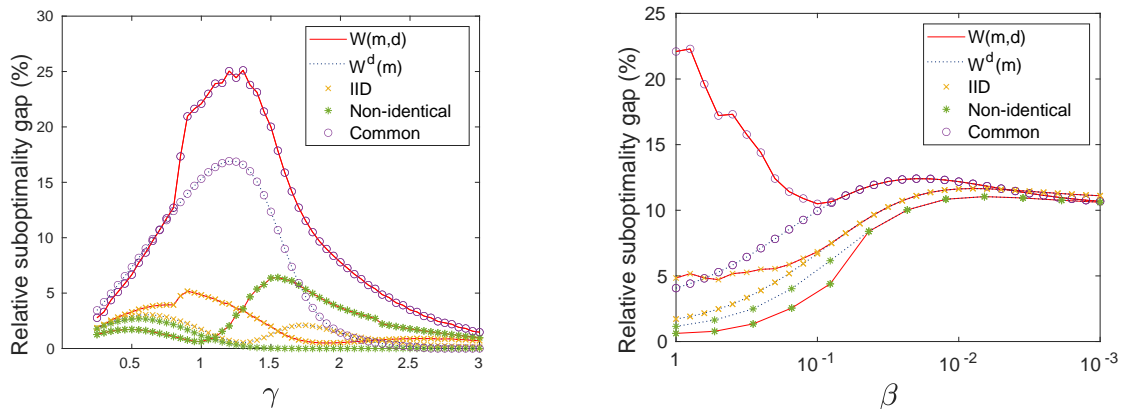 Relative suboptimality gap (%)
30
25
20
15
10
5
0
0.5
1
1.5
2
2.5
3
γ
W(m,d)
W^d(m)
IID
Non-identical
Common
Relative suboptimality gap (%)
25
20
15
10
5
0
1
10^-1
10^-2
10^-3
β
W(m,d)
W^d(m)
IID
Non-identical
Common